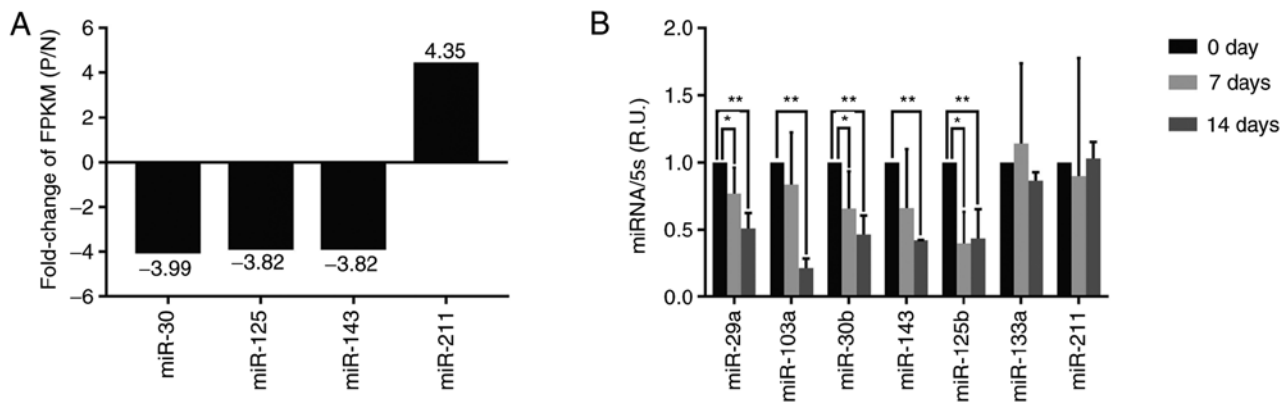 A
Fold-change of FPKM (P/N)
6
4
2
0
−2
−4
−6
4.35
−3.99
−3.82
−3.82
miR-30
miR-125
miR-143
miR-211
B
miRNA/5s (R.U.)
2.0
1.5
1.0
0.5
0.0
**
*
**
**
*
**
**
*
miR-29a
miR-103a
miR-30b
miR-143
miR-125b
miR-133a
miR-211
0 day
7 days
14 days